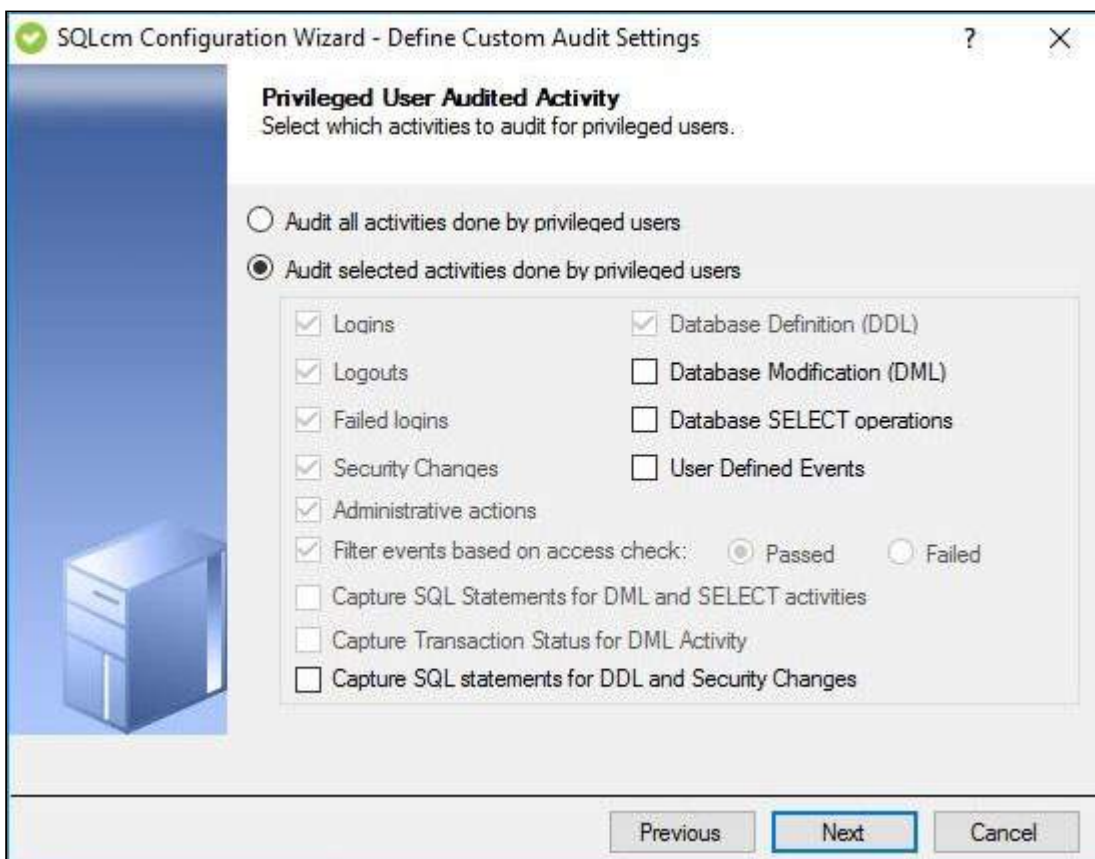 SQLcm Configuration Wizard - Define Custom Audit Settings ? X
Privileged User Audited Activity
Select which activities to audit for privileged users.
Audit all activities done by privileged users
Audit selected activities done by privileged users
Logins
Database Definition (DDL)
Logouts
Database Modification (DML)
Failed logins
Database SELECT operations
Security Changes
User Defined Events
Administrative actions
Filter events based on access check: Passed Failed
Capture SQL Statements for DML and SELECT activities
Capture Transaction Status for DML Activity
Capture SQL statements for DDL and Security Changes
Previous Next Cancel